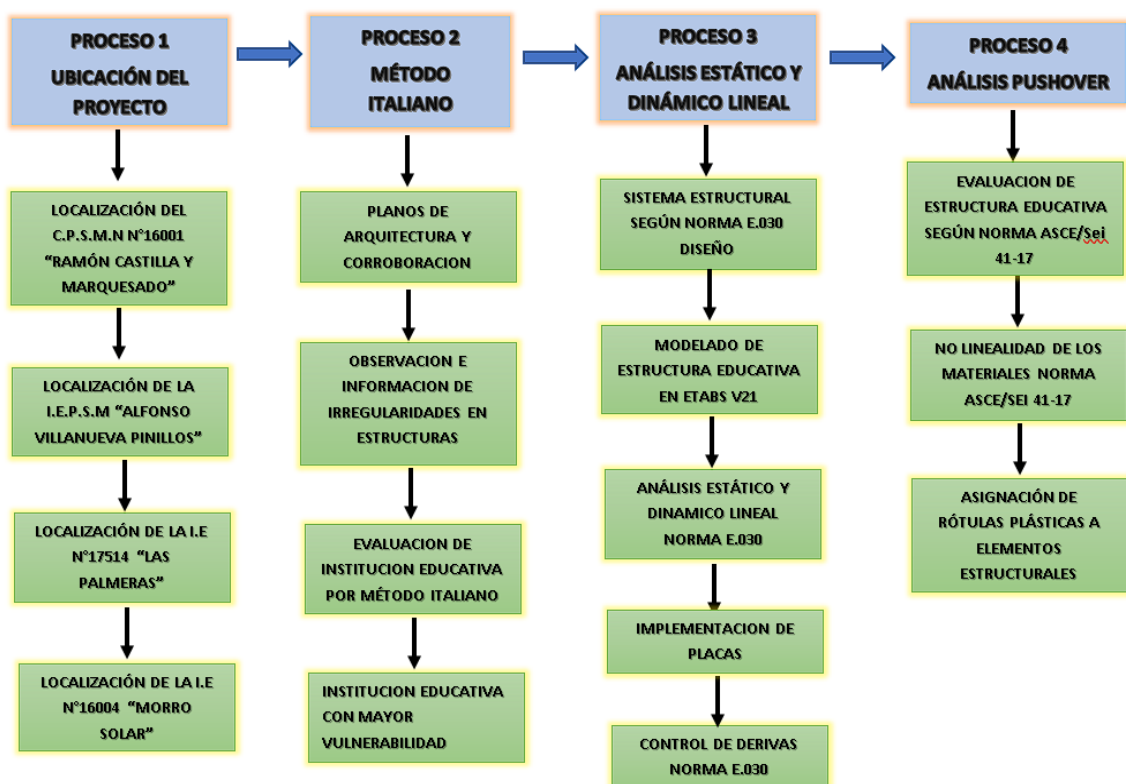 PROCESO 1
UBICACIÓN DEL
PROYECTO
LOCALIZACIÓN DEL
C.P.S.M.N N°16001
“RAMÓN CASTILLA Y
MARQUESADO”
LOCALIZACIÓN DE LA
I.E.P.S.M “ALFONSO
VILLANUEVA PINILLOS”
LOCALIZACIÓN DE LA I.E
N°17514 “LAS
PALMERAS”
LOCALIZACIÓN DE LA I.E
N°16004 “MORRO
SOLAR”
PROCESO 2
MÉTODO
ITALIANO
PLANOS DE
ARQUITECTURA Y
CORROBORACION
OBSERVACION E
INFORMACION DE
IRREGULARIDADES EN
ESTRUCTURAS
EVALUACION DE
INSTITUCION EDUCATIVA
POR MÉTODO ITALIANO
INSTITUCION EDUCATIVA
CON MAYOR
VULNERABILIDAD
PROCESO 3
ANÁLISIS ESTÁTICO Y
DINÁMICO LINEAL
SISTEMA ESTRUCTURAL
SEGÚN NORMA E.030
DISEÑO
MODELADO DE
ESTRUCTURA EDUCATIVA
EN ETABS V21
ANÁLISIS ESTÁTICO Y
DINAMICO LINEAL
NORMA E.030
IMPLEMENTACION DE
PLACAS
CONTROL DE DERIVAS
NORMA E.030
PROCESO 4
ANÁLISIS PUSHOVER
EVALUACION DE
ESTRUCTURA EDUCATIVA
SEGÚN NORMA ASCE/Sei
41-17
NO LINEALIDAD DE LOS
MATERIALES NORMA
ASCE/SEI 41-17
ASIGNACIÓN DE
RÓTULAS PLÁSTICAS A
ELEMENTOS
ESTRUCTURALES